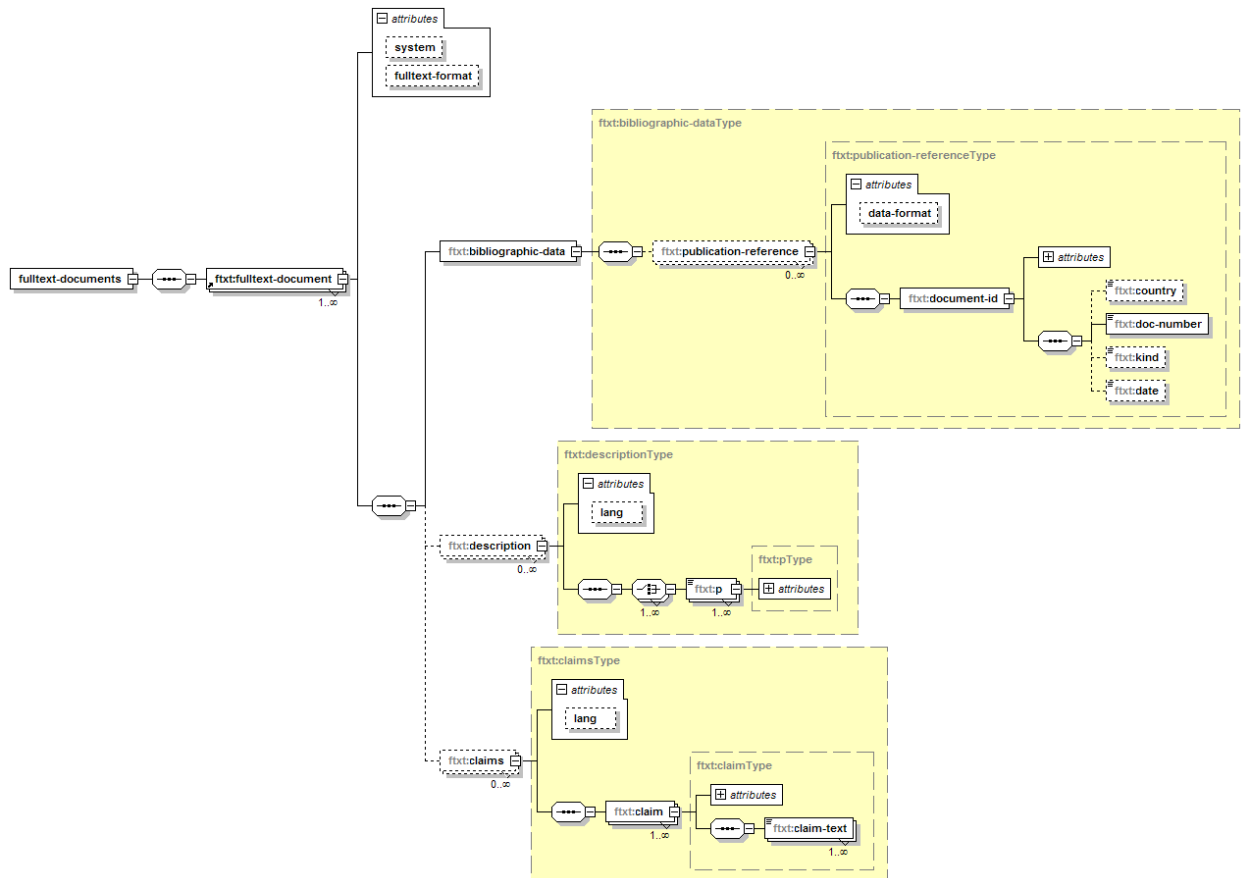 attributes
system
fulltext-format
ftxt:bibliographic-dataType
ftxt:publication-referenceType
attributes
data-format
fulltext-documents
ftxt:fulltext-document
1..∞
ftxt:bibliographic-data
ftxt:publication-reference
0..∞
attributes
ftxt:document-id
ftxt:country
ftxt:doc-number
ftxt:kind
ftxt:date
ftxt:descriptionType
attributes
lang
ftxt:description
0..∞
ftxt:pType
1..∞
ftxt:p
1..∞
attributes
ftxt:claimsType
attributes
lang
ftxt:claims
0..∞
ftxt:claimType
attributes
ftxt:claim
1..∞
ftxt:claim-text
1..∞